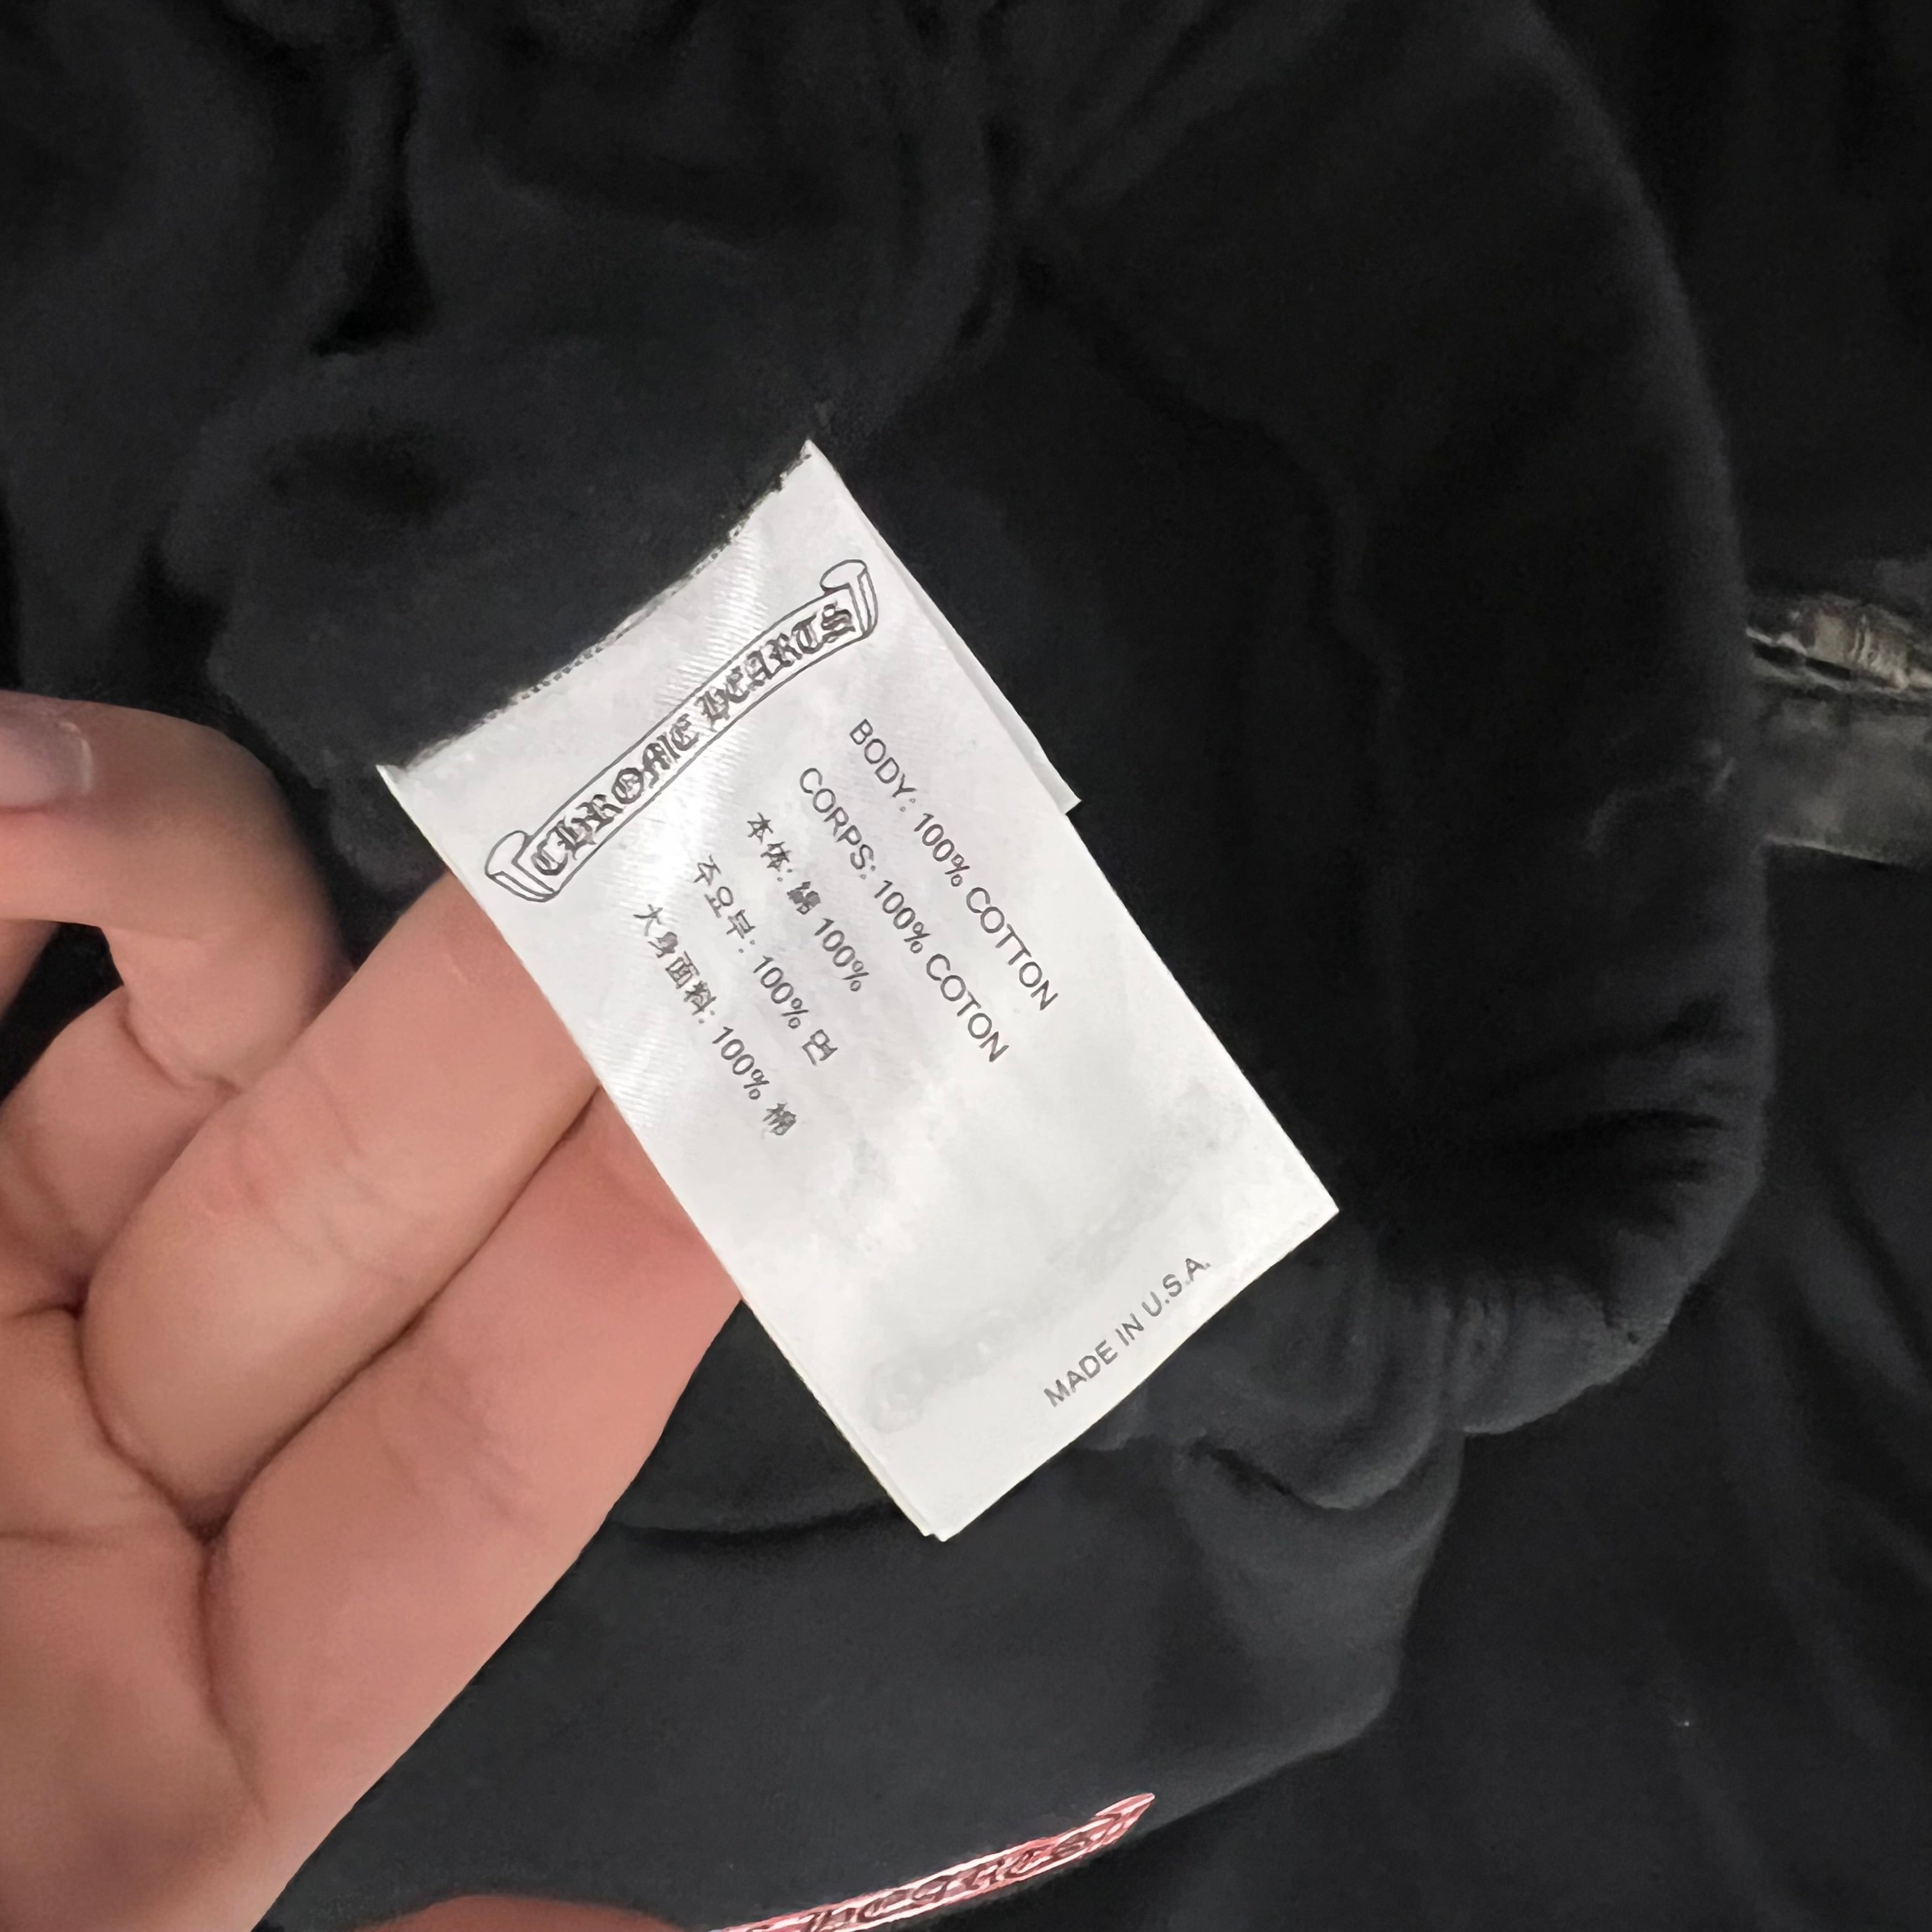 CHROME HEARTS
BODY: 100% COTTON
CORPS: 100% COTON
本体: 綿 100%
주요부: 100% 면
大身面料: 100% 棉
MADE IN U.S.A.
HEARTS